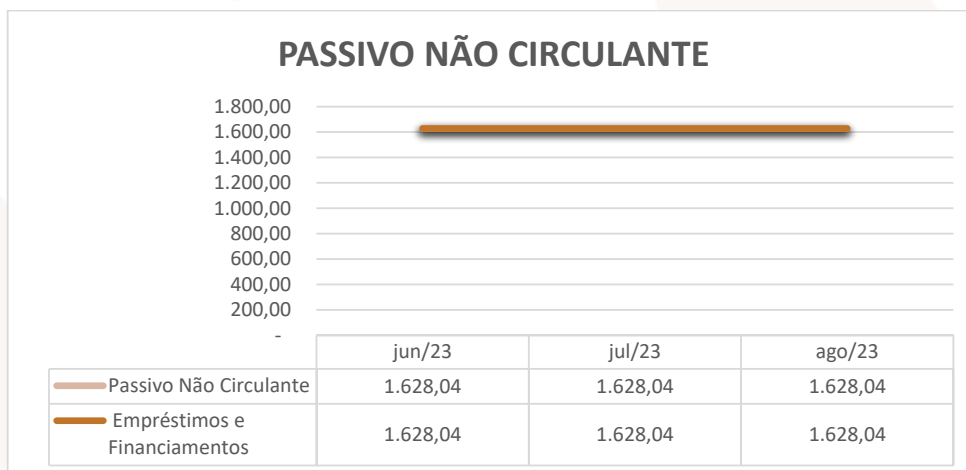 PASSIVO NÃO CIRCULANTE
1.800,00
1.600,00
1.400,00
1.200,00
1.000,00
800,00
600,00
400,00
200,00
-
jun/23 jul/23 ago/23
Passivo Não Circulante 1.628,04 1.628,04 1.628,04
Empréstimos e
Financiamentos 1.628,04 1.628,04 1.628,04